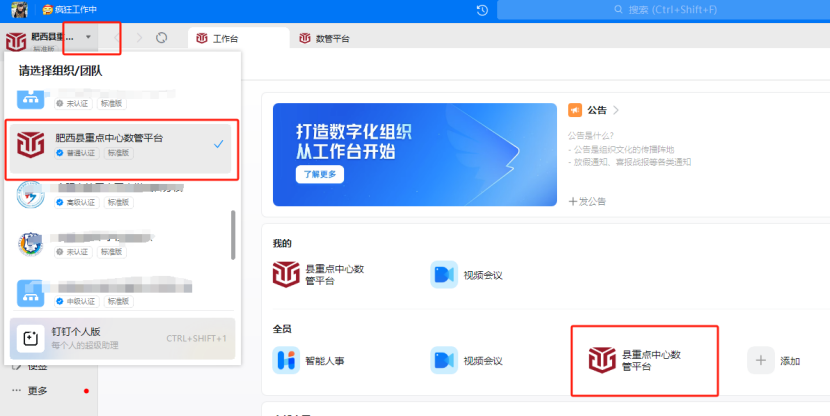 疯狂工作中
搜索 (Ctrl+Shift+F)
肥西县重...
标准版
工作台
数管平台
请选择组织/团队
未认证 标准版
肥西县重点中心数管平台
普通认证 标准版
高级认证 标准版
未认证 标准版
中级认证 标准版
钉钉个人版
每个人的超级助理
CTRL+SHIFT+1
更多
打造数字化组织
从工作台开始
了解更多
公告
公告是什么?
- 公告是组织文化的传播阵地
- 放假通知、喜报战报等各类通知
+发公告
我的
县重点中心数
管平台
视频会议
全员
智能人事
视频会议
县重点中心数
管平台
添加